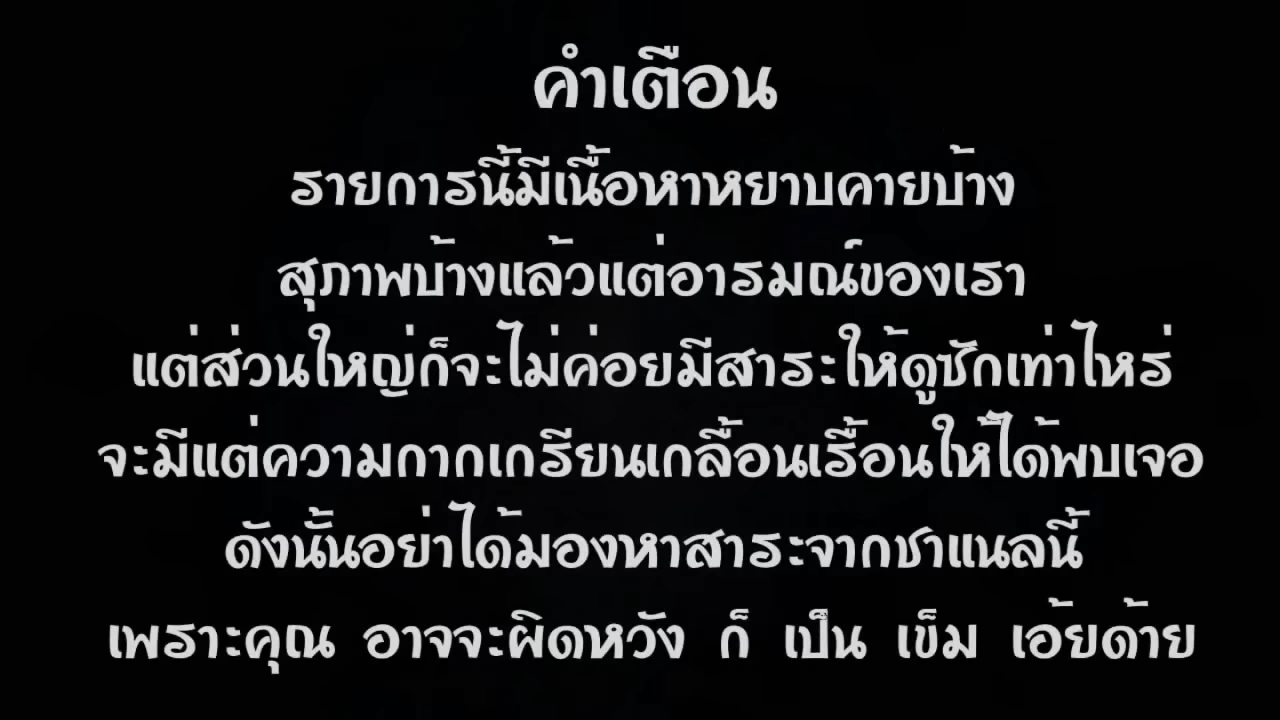 คำเตือน
รายการนี้มีเนื้อหาหยาบคายบ้าง
สุภาพบ้างแล้วแต่อารมณ์ของเรา
แต่ส่วนใหญ่ก็จะไม่ค่อยมีสาระให้ดูซักเท่าไหร่
จะมีแต่ความกากเกรียนเกลื้อนเรื้อนให้ได้พบเจอ
ดังนั้นอย่าได้มองหาสาระจากชาแนลนี้
เพราะคุณ อาจจะผิดหวัง ก็ เป็น เข็ม เอ้ยด้าย